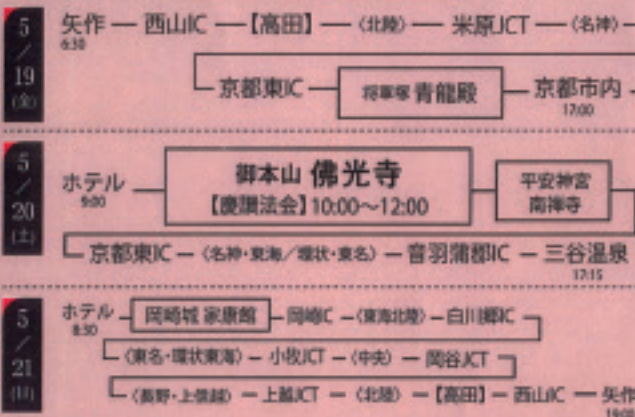 5/19(金)
矢作 ― 西山IC ― 【高田】 ― 〈北陸〉 ― 米原JCT ― 〈名神〉 ―
6:30
京都東IC ― 将軍塚 青龍殿 ― 京都市内
17:00
5/20(土)
ホテル ― 御本山 佛光寺
9:00
【慶讃法会】10:00～12:00
平安神宮
南禅寺
京都東IC ― 〈名神・東海／環状・東名〉 ― 音羽蒲郡IC ― 三谷温泉
17:15
5/21(日)
ホテル ― 岡崎城 家康館 ― 岡崎IC ― 〈東海北陸〉 ― 白川郷IC
8:30
〈東名・環状東海〉 ― 小牧JCT ― 〈中央〉 ― 岡谷JCT
〈長野・上信越〉 ― 上越JCT ― 〈北陸〉 ― 【高田】 ― 西山IC ― 矢作